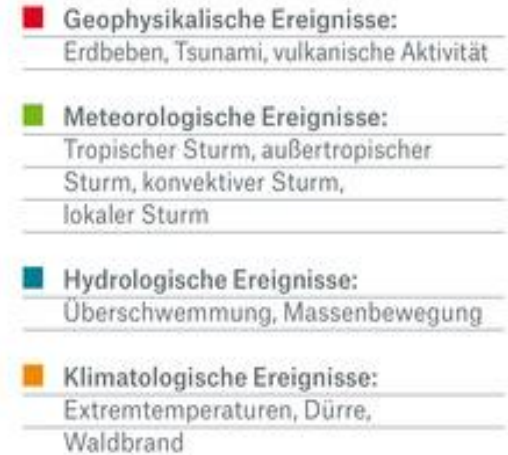 Geophysikalische Ereignisse:
Erdbeben, Tsunami, vulkanische Aktivität
Meteorologische Ereignisse:
Tropischer Sturm, außertropischer
Sturm, konvektiver Sturm,
lokaler Sturm
Hydrologische Ereignisse:
Überschwemmung, Massenbewegung
Klimatologische Ereignisse:
Extremtemperaturen, Dürre,
Waldbrand